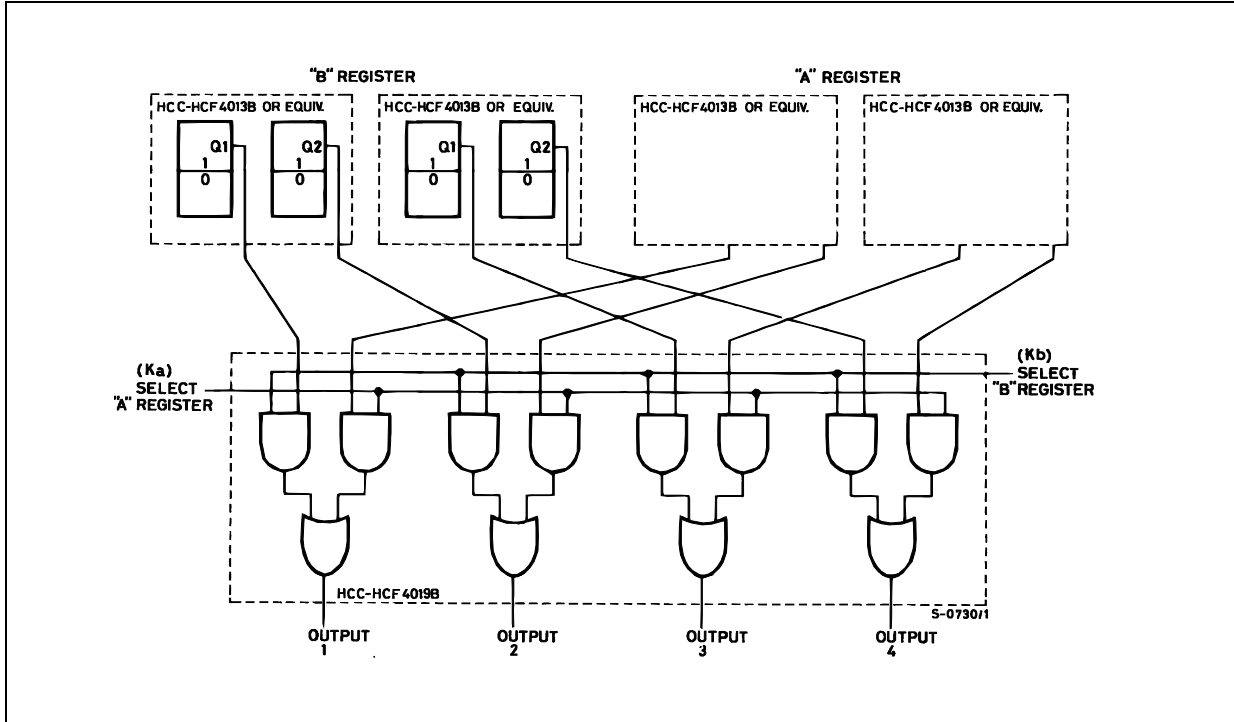 "B" REGISTER
"A" REGISTER
HCC-HCF4013B OR EQUIV.
HCC-HCF4013B OR EQUIV.
HCC-HCF4013B OR EQUIV.
HCC-HCF4013B OR EQUIV.
Q1
1
0
Q2
1
0
Q1
1
0
Q2
1
0
(Ka)
SELECT
"A" REGISTER
(Kb)
SELECT
"B" REGISTER
HCC-HCF4019B
S-0730/1
OUTPUT
1
OUTPUT
2
OUTPUT
3
OUTPUT
4